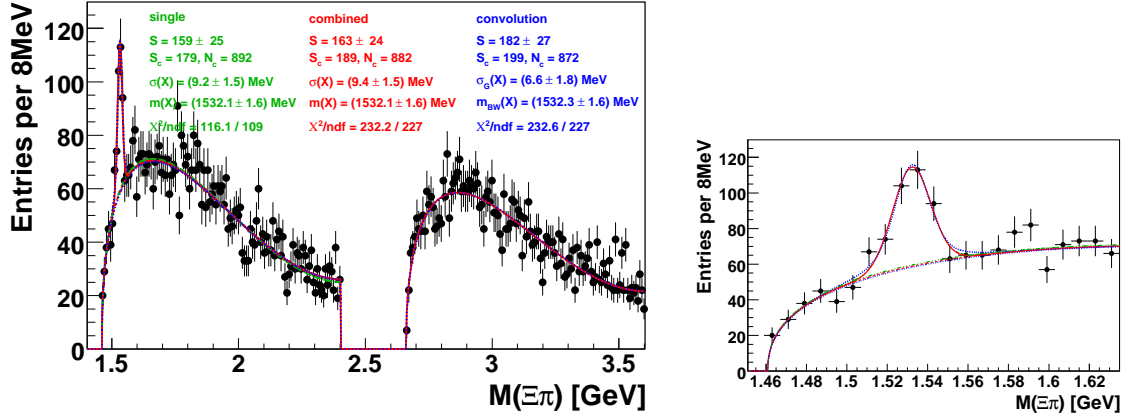 single combined convolution
S = 159 ± 25 S = 163 ± 24 S = 182 ± 27
S_c = 179, N_c = 892 S_c = 189, N_c = 882 S_c = 199, N_c = 872
σ(X) = (9.2 ± 1.5) MeV σ(X) = (9.4 ± 1.5) MeV σ_G(X) = (6.6 ± 1.8) MeV
m(X) = (1532.1 ± 1.6) MeV m(X) = (1532.1 ± 1.6) MeV m_BW(X) = (1532.3 ± 1.6) MeV
X²/ndf = 116.1 / 109 X²/ndf = 232.2 / 227 X²/ndf = 232.6 / 227
Entries per 8MeV
120
100
80
60
40
20
0
1.5 2 2.5 3 3.5
M(Ξπ) [GeV]
Entries per 8MeV
120
100
80
60
40
20
0
1.46 1.48 1.5 1.52 1.54 1.56 1.58 1.6 1.62
M(Ξπ) [GeV]